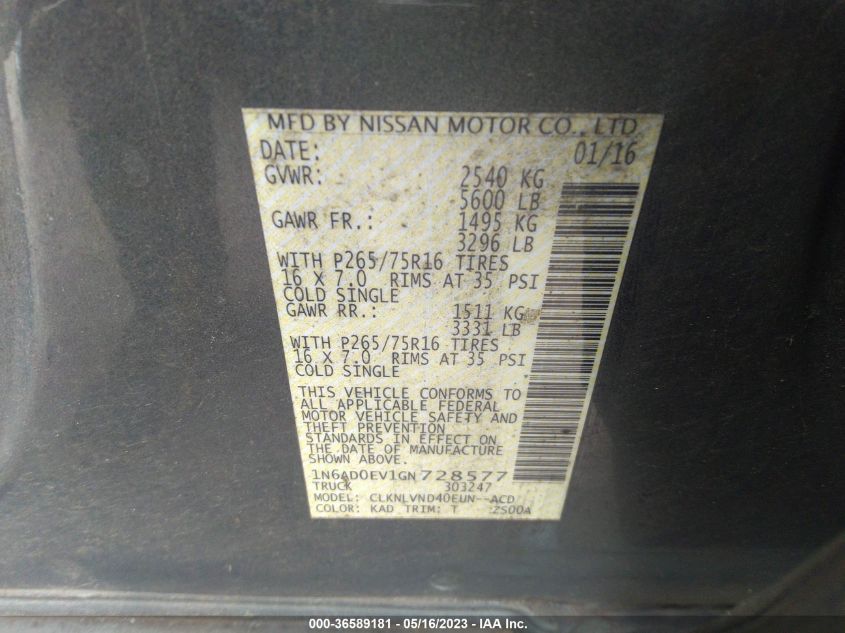 MFD BY NISSAN MOTOR CO., LTD
DATE: 01/16
GVWR: 2540 KG
5600 LB
GAWR FR.: 1495 KG
3296 LB
WITH P265/75R16 TIRES
16 X 7.0 RIMS AT 35 PSI
COLD SINGLE
GAWR RR.: 1511 KG
3331 LB
WITH P265/75R16 TIRES
16 X 7.0 RIMS AT 35 PSI
COLD SINGLE
THIS VEHICLE CONFORMS TO
ALL APPLICABLE FEDERAL
MOTOR VEHICLE SAFETY AND
THEFT PREVENTION
STANDARDS IN EFFECT ON
THE DATE OF MANUFACTURE
SHOWN ABOVE.
1N6AD0EV1GN728577
TRUCK 303247
MODEL: CLKNLVND40EUN--ACD
COLOR: KAD TRIM: T ZS00A
000-36589181 - 05/16/2023 - IAA Inc.